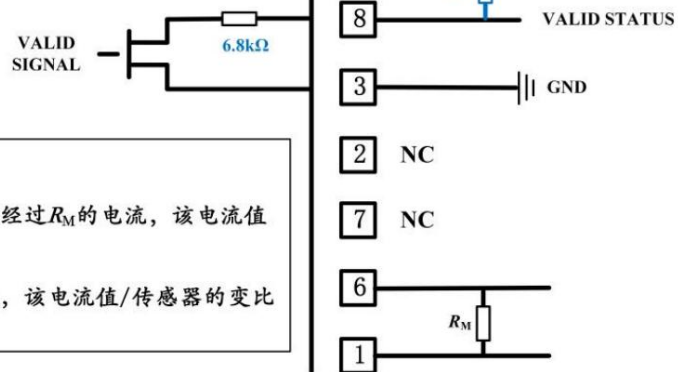 8
VALID STATUS
VALID
SIGNAL
6.8kΩ
3
GND
2
NC
经过RM的电流，该电流值
7
NC
，该电流值/传感器的变比
6
RM
1